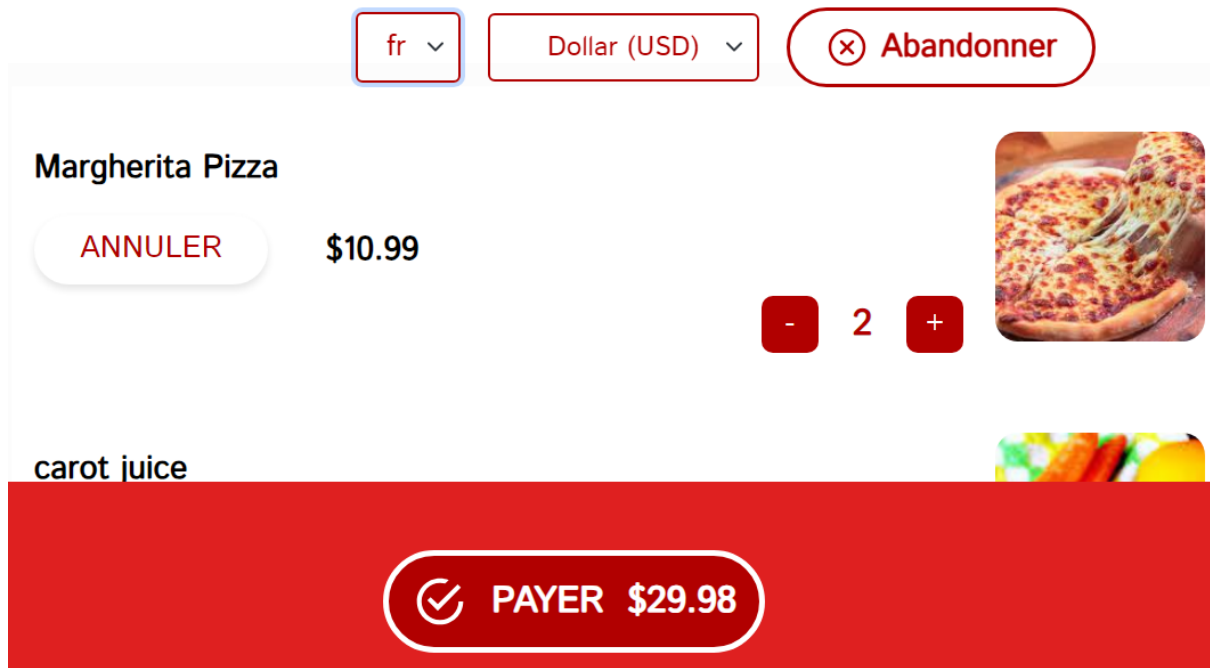 fr
Dollar (USD)
Abandonner
Margherita Pizza
ANNULER
$10.99
-
2
+
carot juice
PAYER $29.98